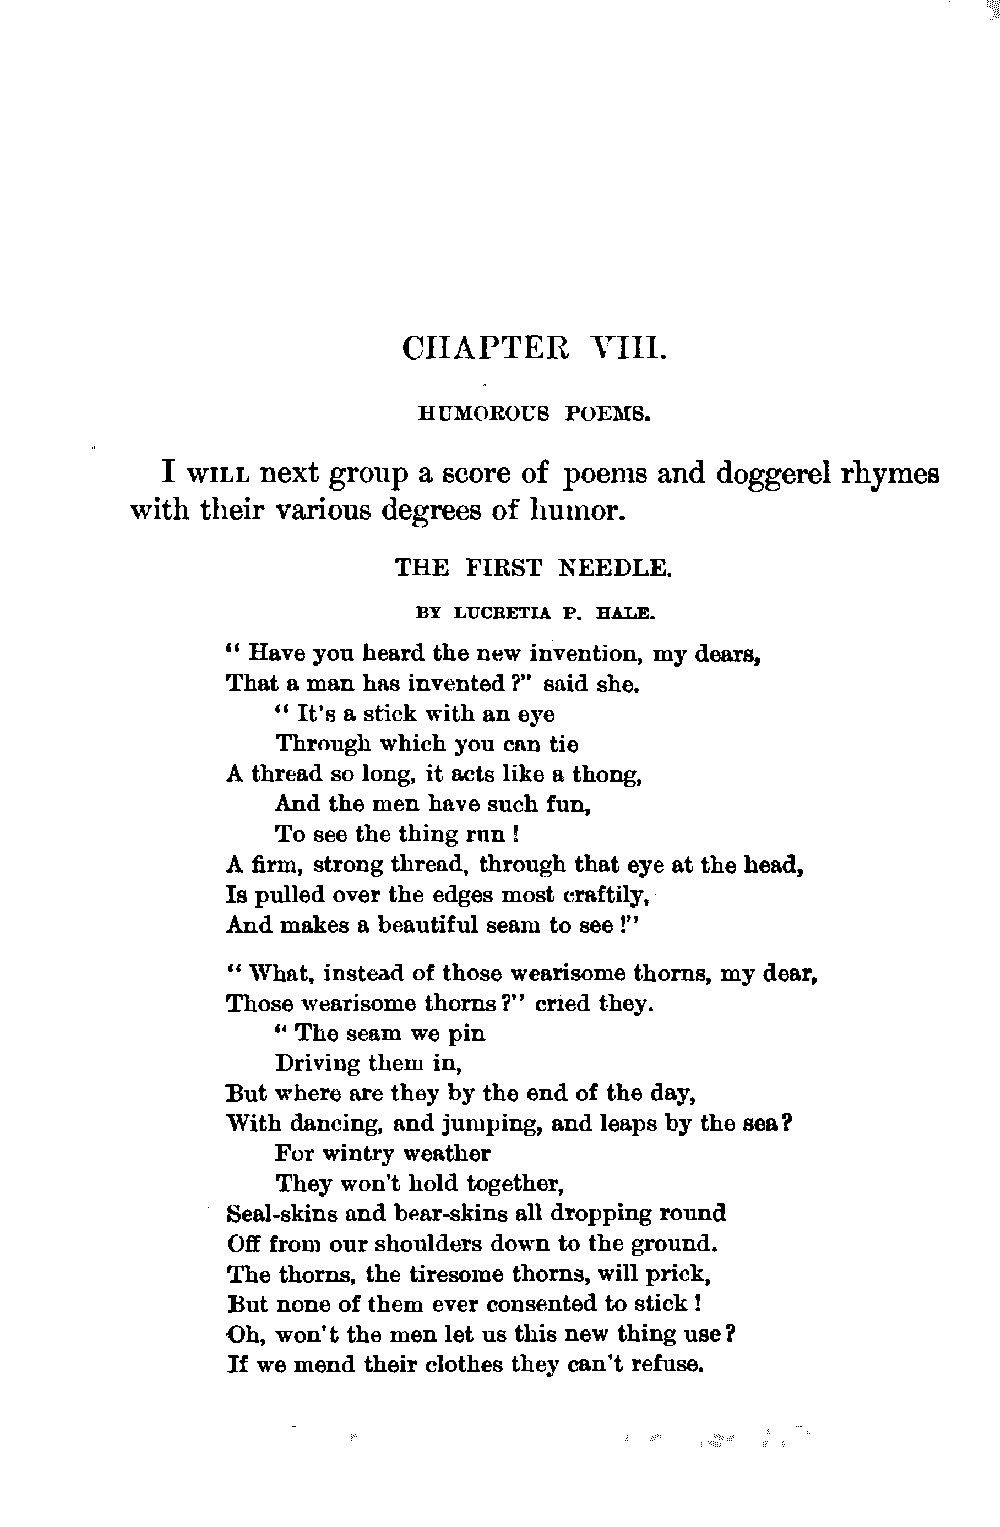 CHAPTER VIII.
HUMOROUS POEMS.
I WILL next group a score of poems and doggerel rhymes
with their various degrees of humor.
THE FIRST NEEDLE.
BY LUCRETIA P. HALE.
“ Have you heard the new invention, my dears,
That a man has invented ?” said she.
“ It's a stick with an eye
Through which you can tie
A thread so long, it acts like a thong,
And the men have such fun,
To see the thing run !
A firm, strong thread, through that eye at the head,
Is pulled over the edges most craftily,
And makes a beautiful seam to see !”
“ What, instead of those wearisome thorns, my dear,
Those wearisome thorns ?” cried they.
“ The seam we pin
Driving them in,
But where are they by the end of the day,
With dancing, and jumping, and leaps by the sea?
For wintry weather
They won't hold together,
Seal-skins and bear-skins all dropping round
Off from our shoulders down to the ground.
The thorns, the tiresome thorns, will prick,
But none of them ever consented to stick !
Oh, won't the men let us this new thing use ?
If we mend their clothes they can't refuse.